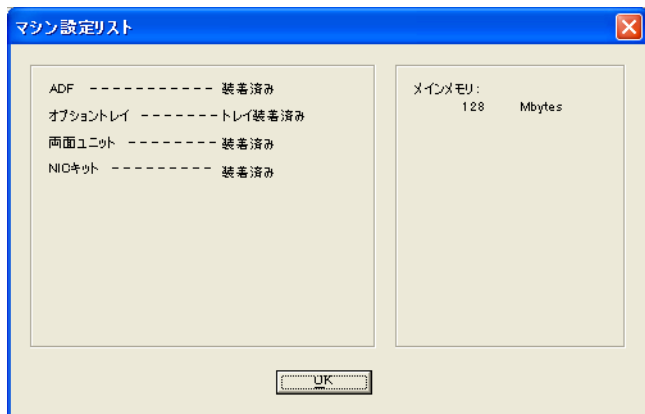 マシン設定リスト
ADF ----------- 装着済み
オプショントレイ -------トレイ装着済み
両面ユニット -------- 装着済み
NICキット --------- 装着済み
メインメモリ:
128 Mbytes
OK